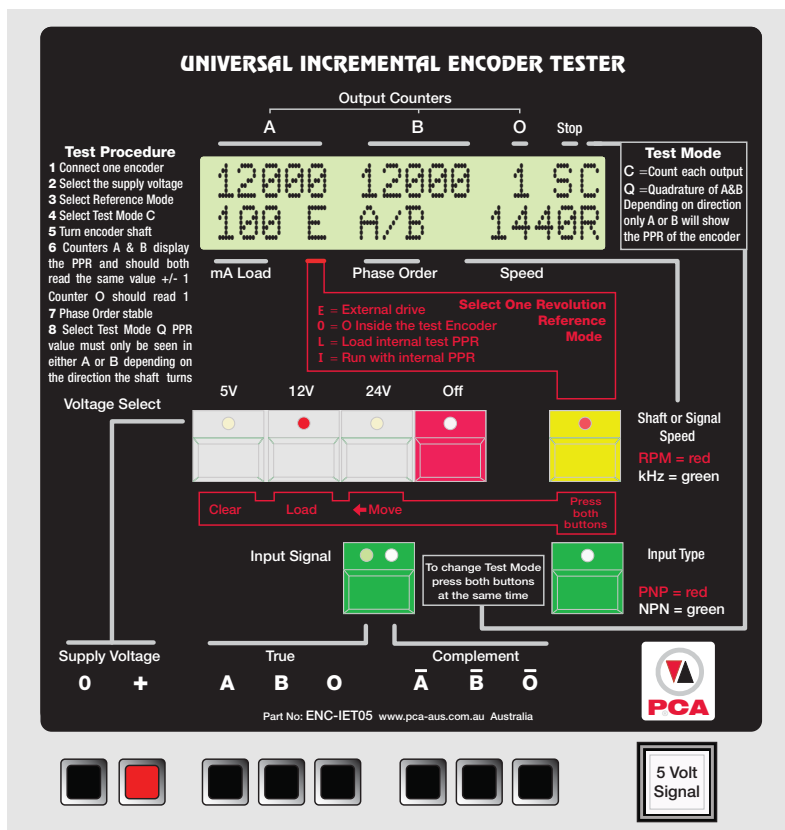 UNIVERSAL INCREMENTAL ENCODER TESTER
Output Counters
A B O Stop
Test Procedure
1 Connect one encoder
2 Select the supply voltage
3 Select Reference Mode
4 Select Test Mode C
5 Turn encoder shaft
6 Counters A & B display
the PPR and should both
read the same value +/- 1
Counter O should read 1
7 Phase Order stable
8 Select Test Mode Q PPR
value must only be seen in
either A or B depending on
the direction the shaft turns
12000 12000 1 SC
100 E A/B 1440R
Test Mode
C =Count each output
Q =Quadrature of A&B
Depending on direction
only A or B will show
the PPR of the encoder
mA Load Phase Order Speed
E = External drive
0 = O Inside the test Encoder
L = Load internal test PPR
I = Run with internal PPR
Select One Revolution
Reference
Mode
Voltage Select
5V 12V 24V Off
Shaft or Signal
Speed
RPM = red
kHz = green
Clear Load Move
Press
both
buttons
Input Signal
To change Test Mode
press both buttons
at the same time
Input Type
PNP = red
NPN = green
Supply Voltage
0 +
True
A B O
Complement
A̅ B̅ O̅
PCA
Part No: ENC-IET05 www.pca-aus.com.au Australia
5 Volt
Signal